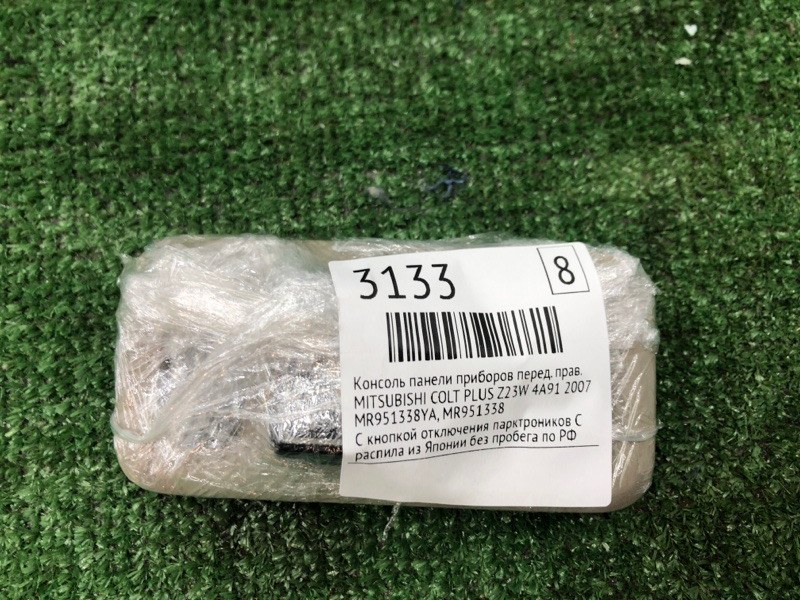 3133 8
Консоль панели приборов перед. прав.
MITSUBISHI COLT PLUS Z23W 4A91 2007
MR951338YA, MR951338
С кнопкой отключения парктроников С
распила из Японии без пробега по РФ